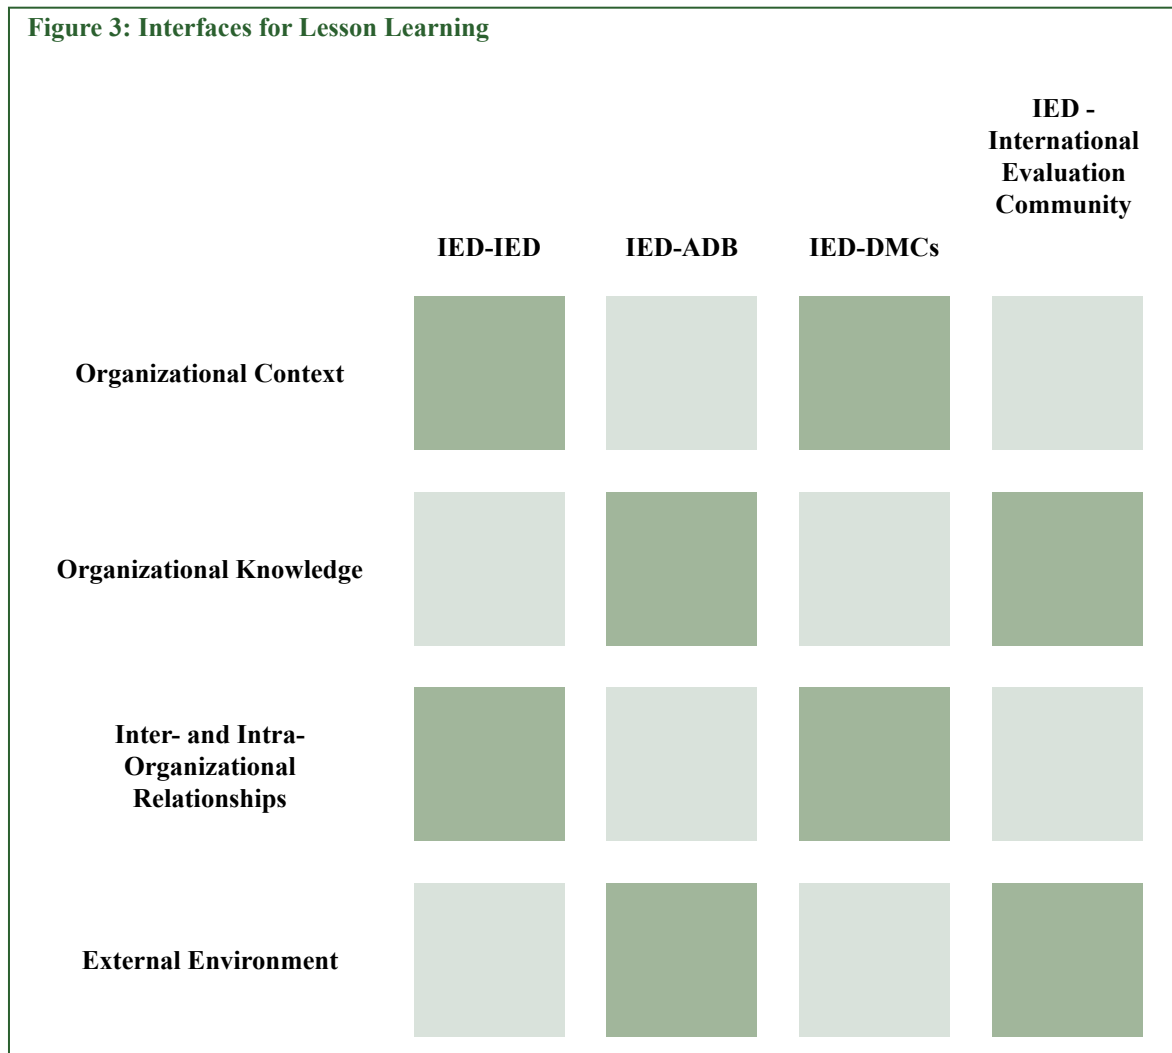 Figure 3: Interfaces for Lesson Learning
IED -
International
Evaluation
Community
IED-IED
IED-ADB
IED-DMCs
Organizational Context
Organizational Knowledge
Inter- and Intra-
Organizational
Relationships
External Environment